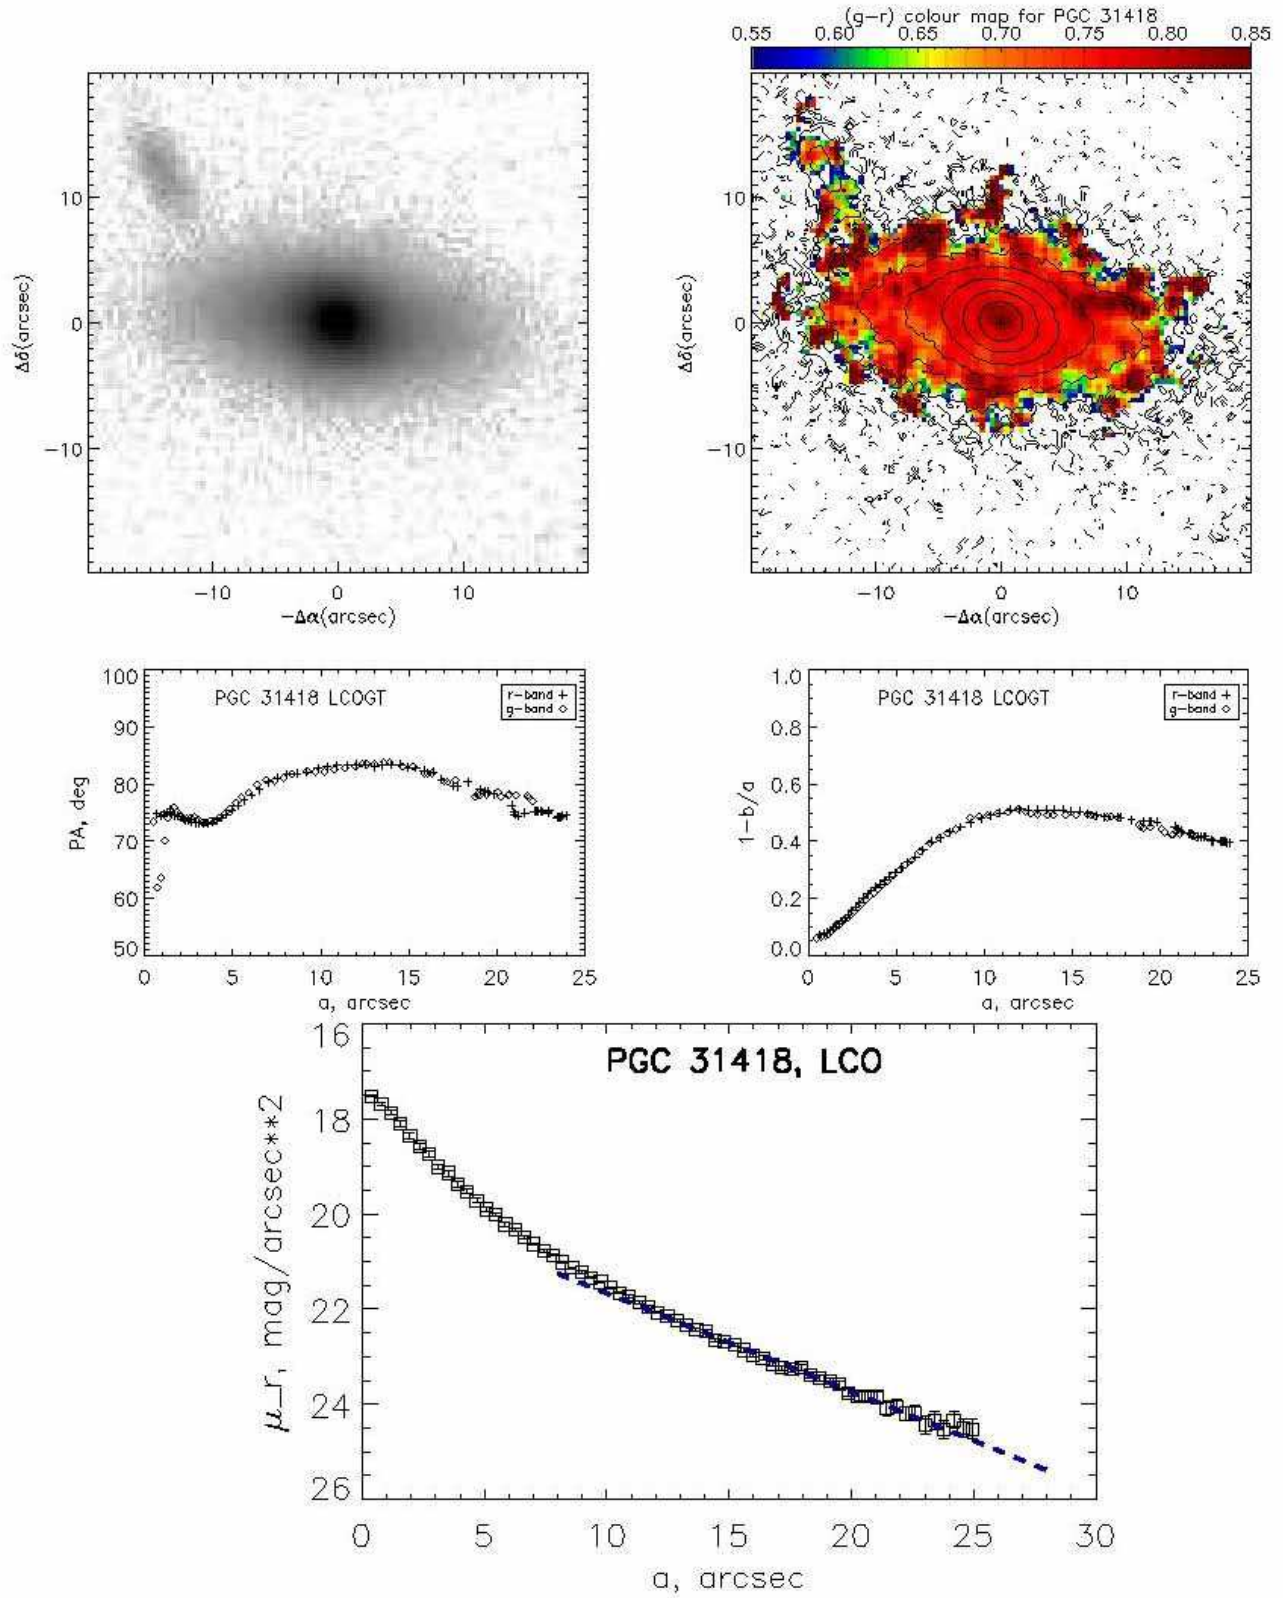 (g-r) colour map for PGC 31418
0.55 0.60 0.65 0.70 0.75 0.80 0.85
Δδ(arcsec)
10
0
-10
-10 0 10
-Δα(arcsec)
Δδ(arcsec)
10
0
-10
-10 0 10
-Δα(arcsec)
PA, deg
100
90
80
70
60
50
PGC 31418 LCOGT
r-band +
g-band ◇
0 5 10 15 20 25
a, arcsec
1-b/a
1.0
0.8
0.6
0.4
0.2
0.0
PGC 31418 LCOGT
r-band +
g-band ◇
0 5 10 15 20 25
a, arcsec
PGC 31418, LCO
μ_r, mag/arcsec**2
16
18
20
22
24
26
0 5 10 15 20 25 30
a, arcsec